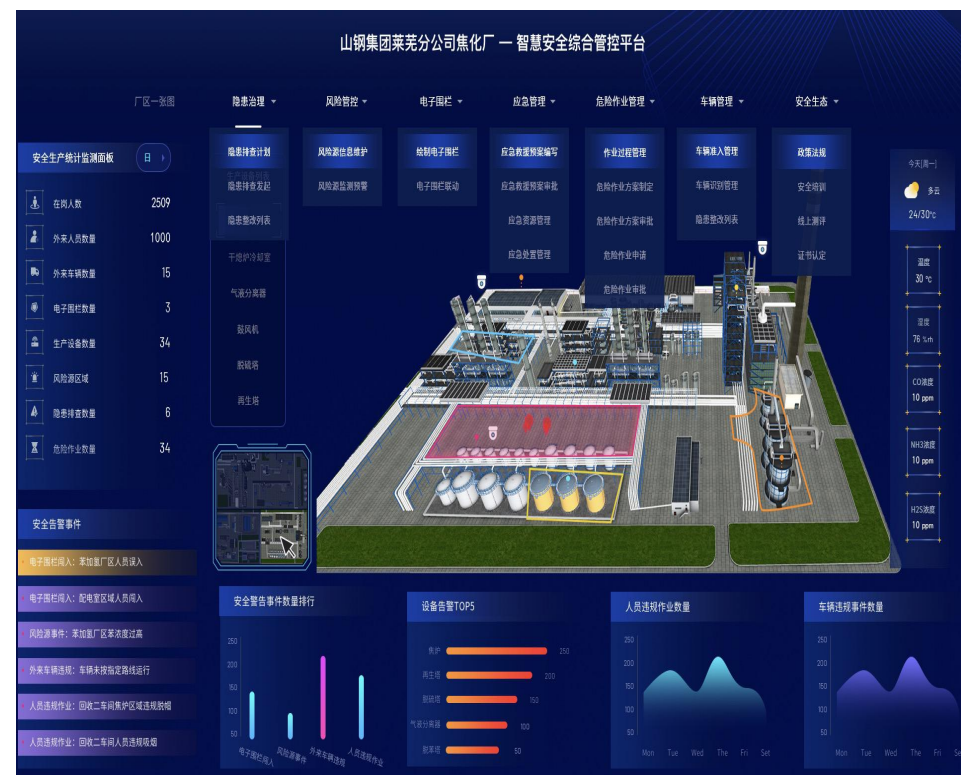 山钢集团莱芜分公司焦化厂 — 智慧安全综合管控平台
厂区一张图 隐患治理 风险管控 电子围栏 应急管理 危险作业管理 车辆管理 安全生态
隐患排查计划 风险源信息维护 绘制电子围栏 应急救援预案编写 作业过程管理 车辆准入管理 政策法规
隐患排查发起 风险源监测预警 电子围栏联动 应急救援预案审批 危险作业方案制定 车辆识别管理 安全培训
隐患整改列表 应急资源管理 危险作业方案审批 隐患整改列表 线上测评
应急处置管理 危险作业申请 证书认定
危险作业审批
生产设备列表
干熄炉冷却室
气液分离器
鼓风机
脱硫塔
再生塔
安全生产统计监测面板 日
在岗人数 2509
外来人员数量 1000
外来车辆数量 15
电子围栏数量 3
生产设备数量 34
风险源区域 15
隐患排查数量 6
危险作业数量 34
今天(周一)
多云
24/30°c
温度
30 °c
湿度
76 %rh
CO浓度
10 ppm
NH3浓度
10 ppm
H2S浓度
10 ppm
安全告警事件
电子围栏闯入：苯加氢厂区人员误入
电子围栏闯入：配电室区域人员闯入
风险源事件：苯加氢厂区苯浓度过高
外来车辆违规：车辆未按指定路线运行
人员违规作业：回收二车间焦炉区域违规脱帽
人员违规作业：回收二车间人员违规吸烟
安全警告事件数量排行
250
200
150
100
50
电子围栏闯入 风险源事件 外来车辆违规 人员违规作业
设备告警TOP5
焦炉 250
再生塔 200
脱硫塔 150
气液分离器 100
脱苯塔 50
人员违规作业数量
250
200
150
100
50
Mon Tue Wed The Fri Set
车辆违规事件数量
250
200
150
100
50
Mon Tue Wed The Fri Se